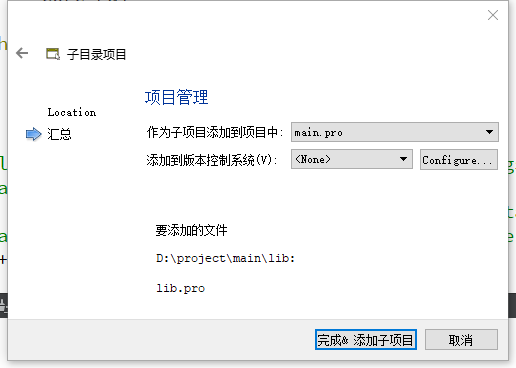 子目录项目
Location
汇总
项目管理
作为子项目添加到项目中: main.pro
添加到版本控制系统(V): <None> Configure...
要添加的文件
D:\project\main\lib:
lib.pro
完成& 添加子项目 取消